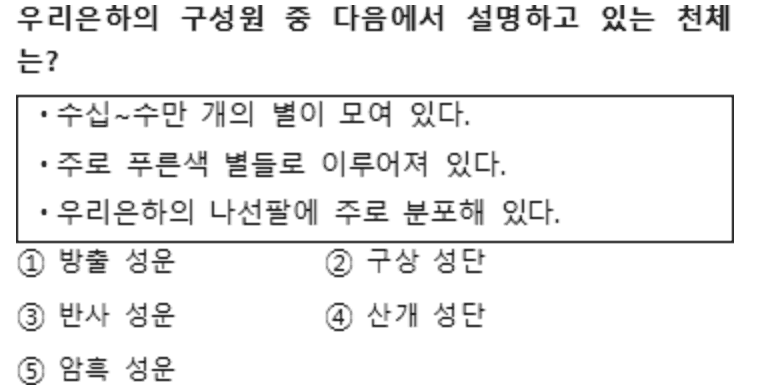 우리은하의 구성원 중 다음에서 설명하고 있는 천체
는?
• 수십~수만 개의 별이 모여 있다.
• 주로 푸른색 별들로 이루어져 있다.
• 우리은하의 나선팔에 주로 분포해 있다.
① 방출 성운 ② 구상 성단
③ 반사 성운 ④ 산개 성단
⑤ 암흑 성운